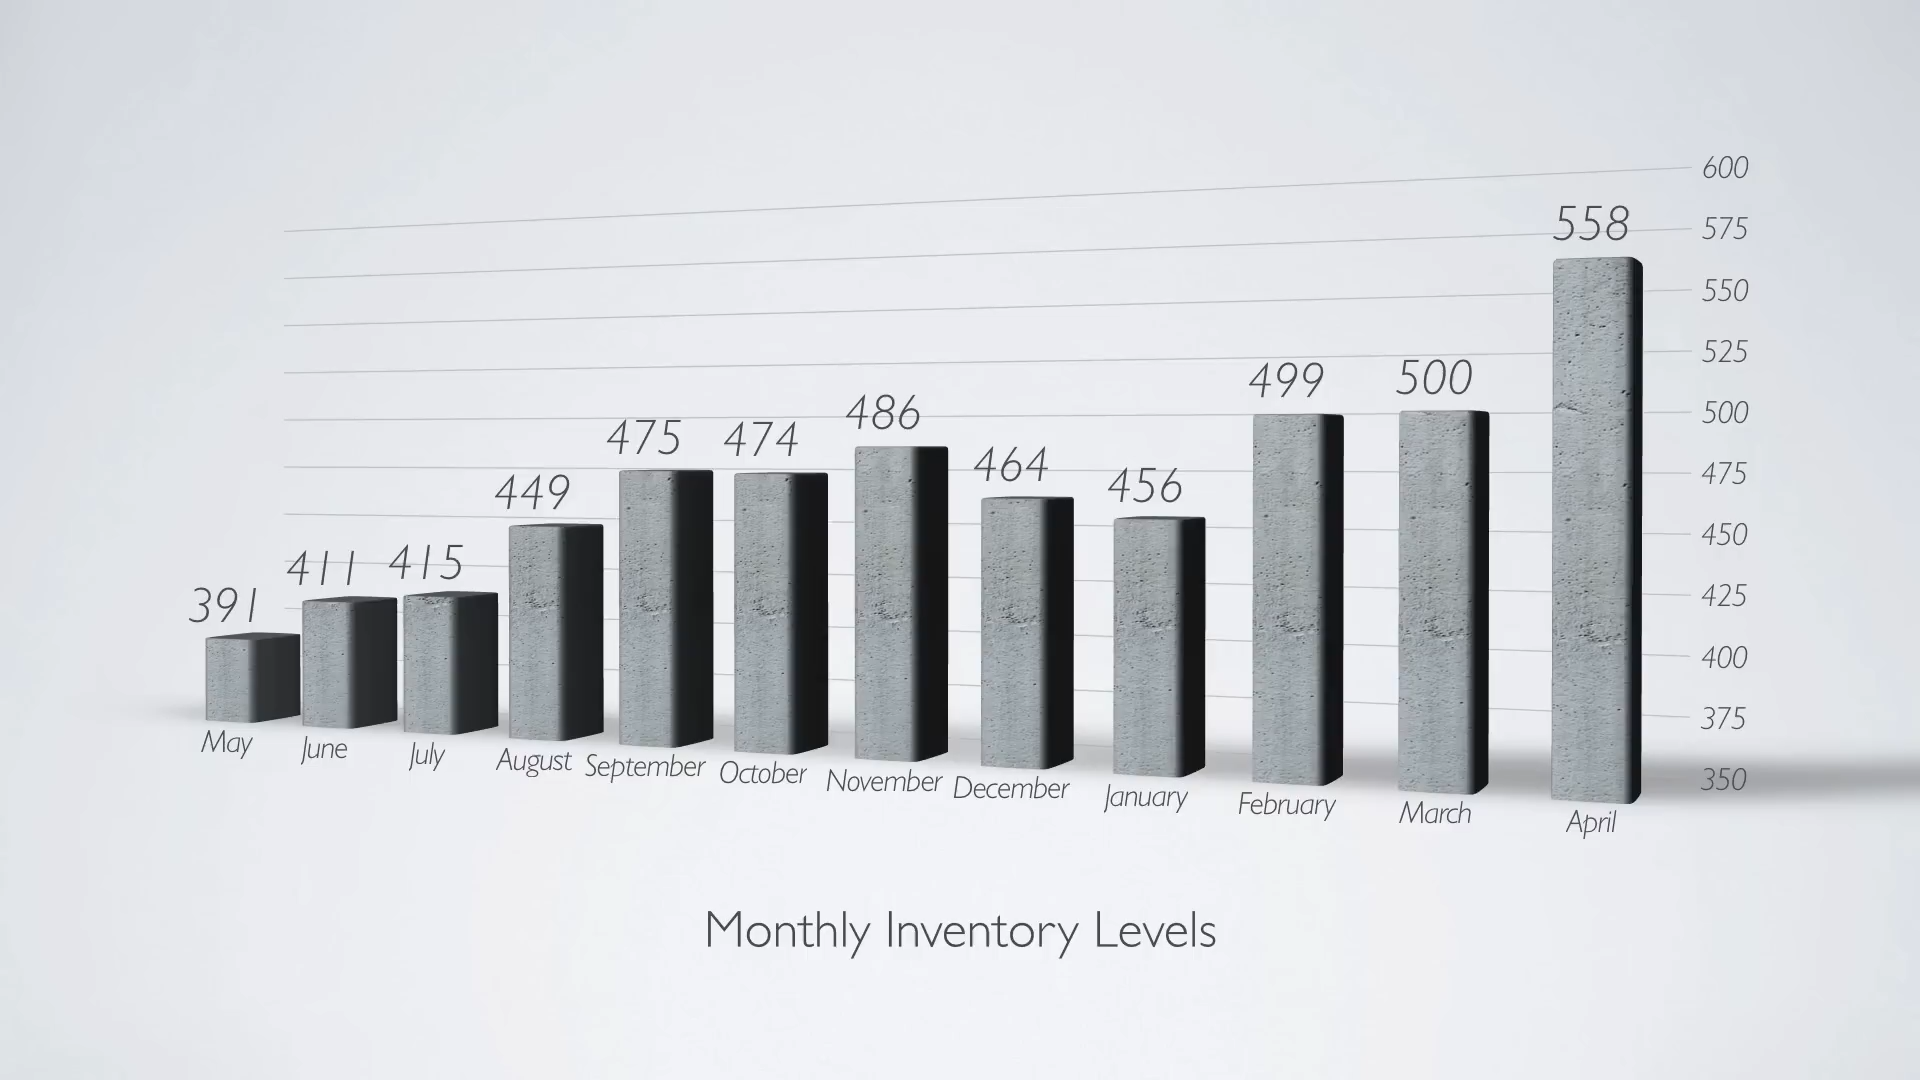 600
575
550
525
500
475
450
425
400
375
350
391
411
415
449
475
474
486
464
456
499
500
558
May
June
July
August
September
October
November
December
January
February
March
April
Monthly Inventory Levels